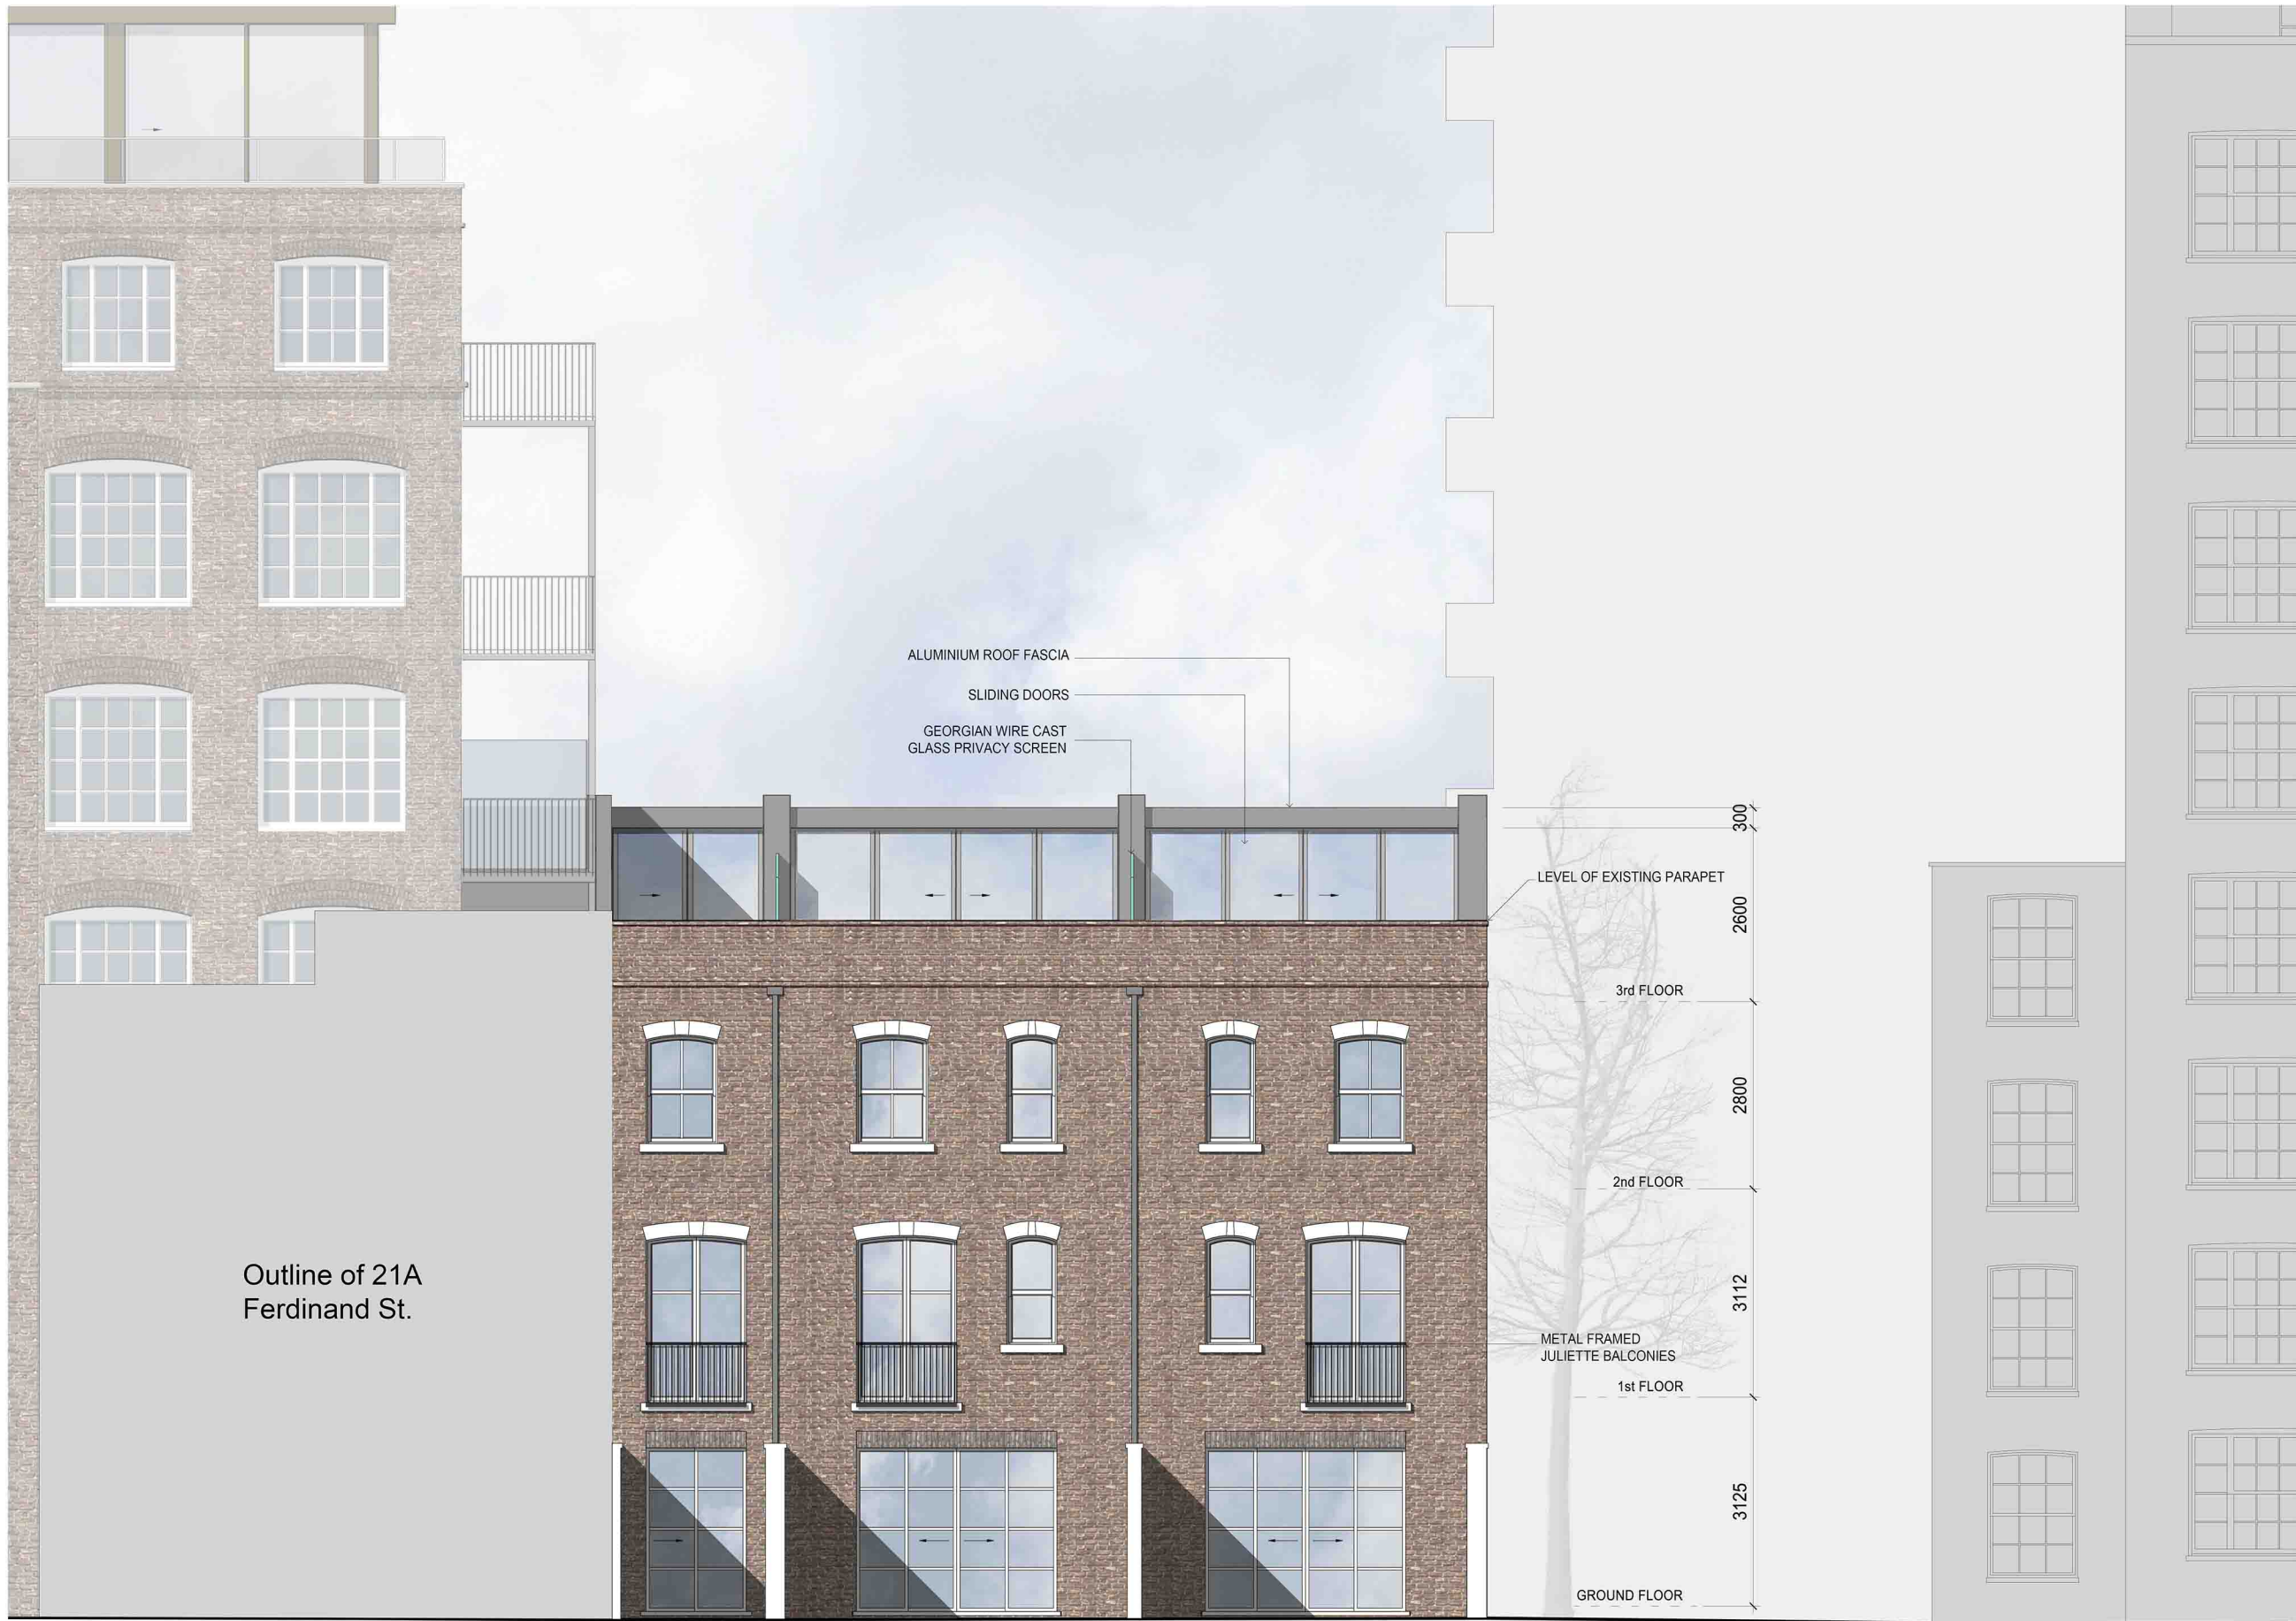 ALUMINIUM ROOF FASCIA
SLIDING DOORS
GEORGIAN WIRE CAST
GLASS PRIVACY SCREEN
300
LEVEL OF EXISTING PARAPET
2600
3rd FLOOR
2800
2nd FLOOR
Outline of 21A
Ferdinand St.
3112
METAL FRAMED
JULIETTE BALCONIES
1st FLOOR
3125
GROUND FLOOR